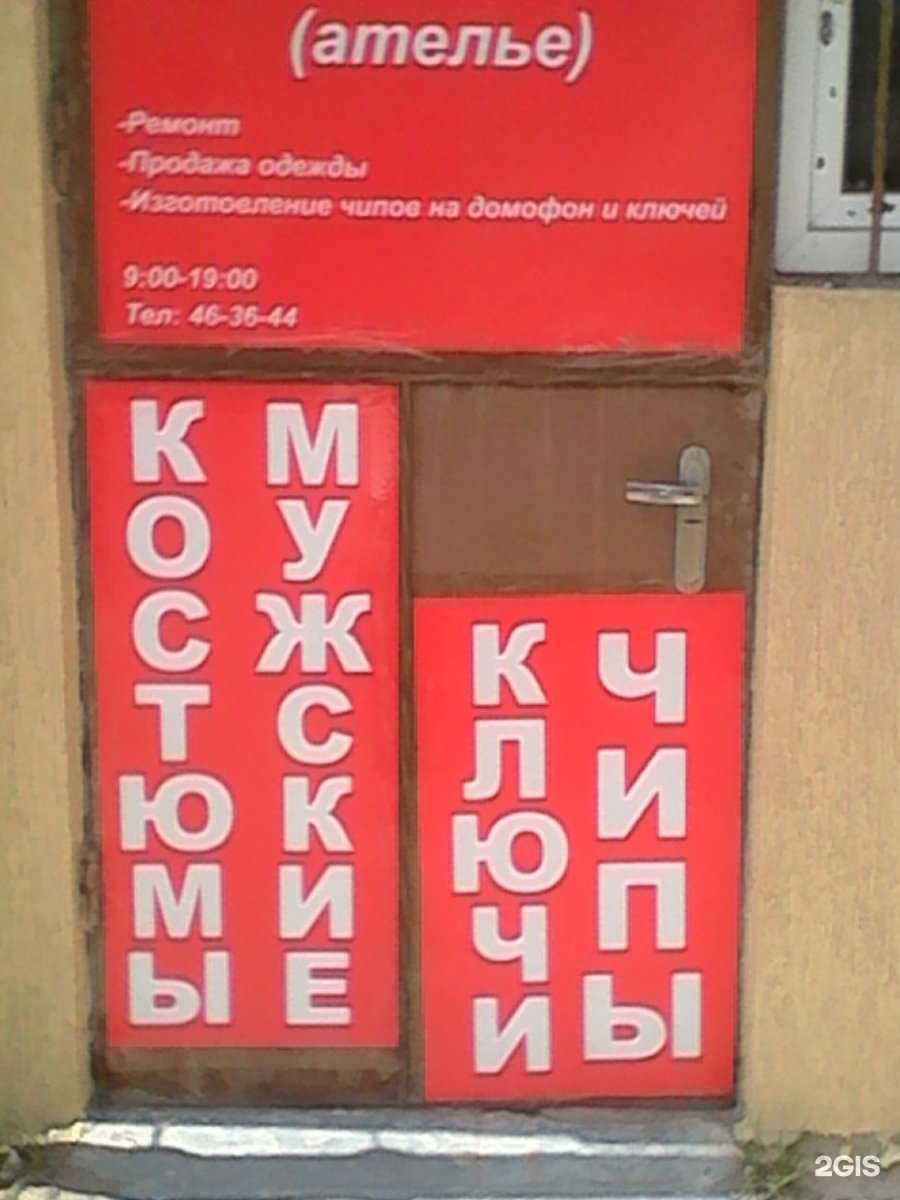 (ателье)
-Ремонт
-Продажа одежды
-Изготовление чипов на домофон и ключей
9:00-19:00
Тел: 46-36-44
КОСТЮМЫ
МУЖСКИЕ
КЛЮЧИ
ЧИПЫ
2GIS